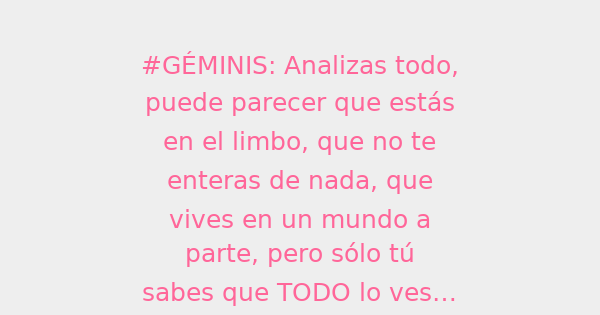 #GÉMINIS: Analizas todo,
puede parecer que estás
en el limbo, que no te
enteras de nada, que
vives en un mundo a
parte, pero sólo tú
sabes que TODO lo ves...